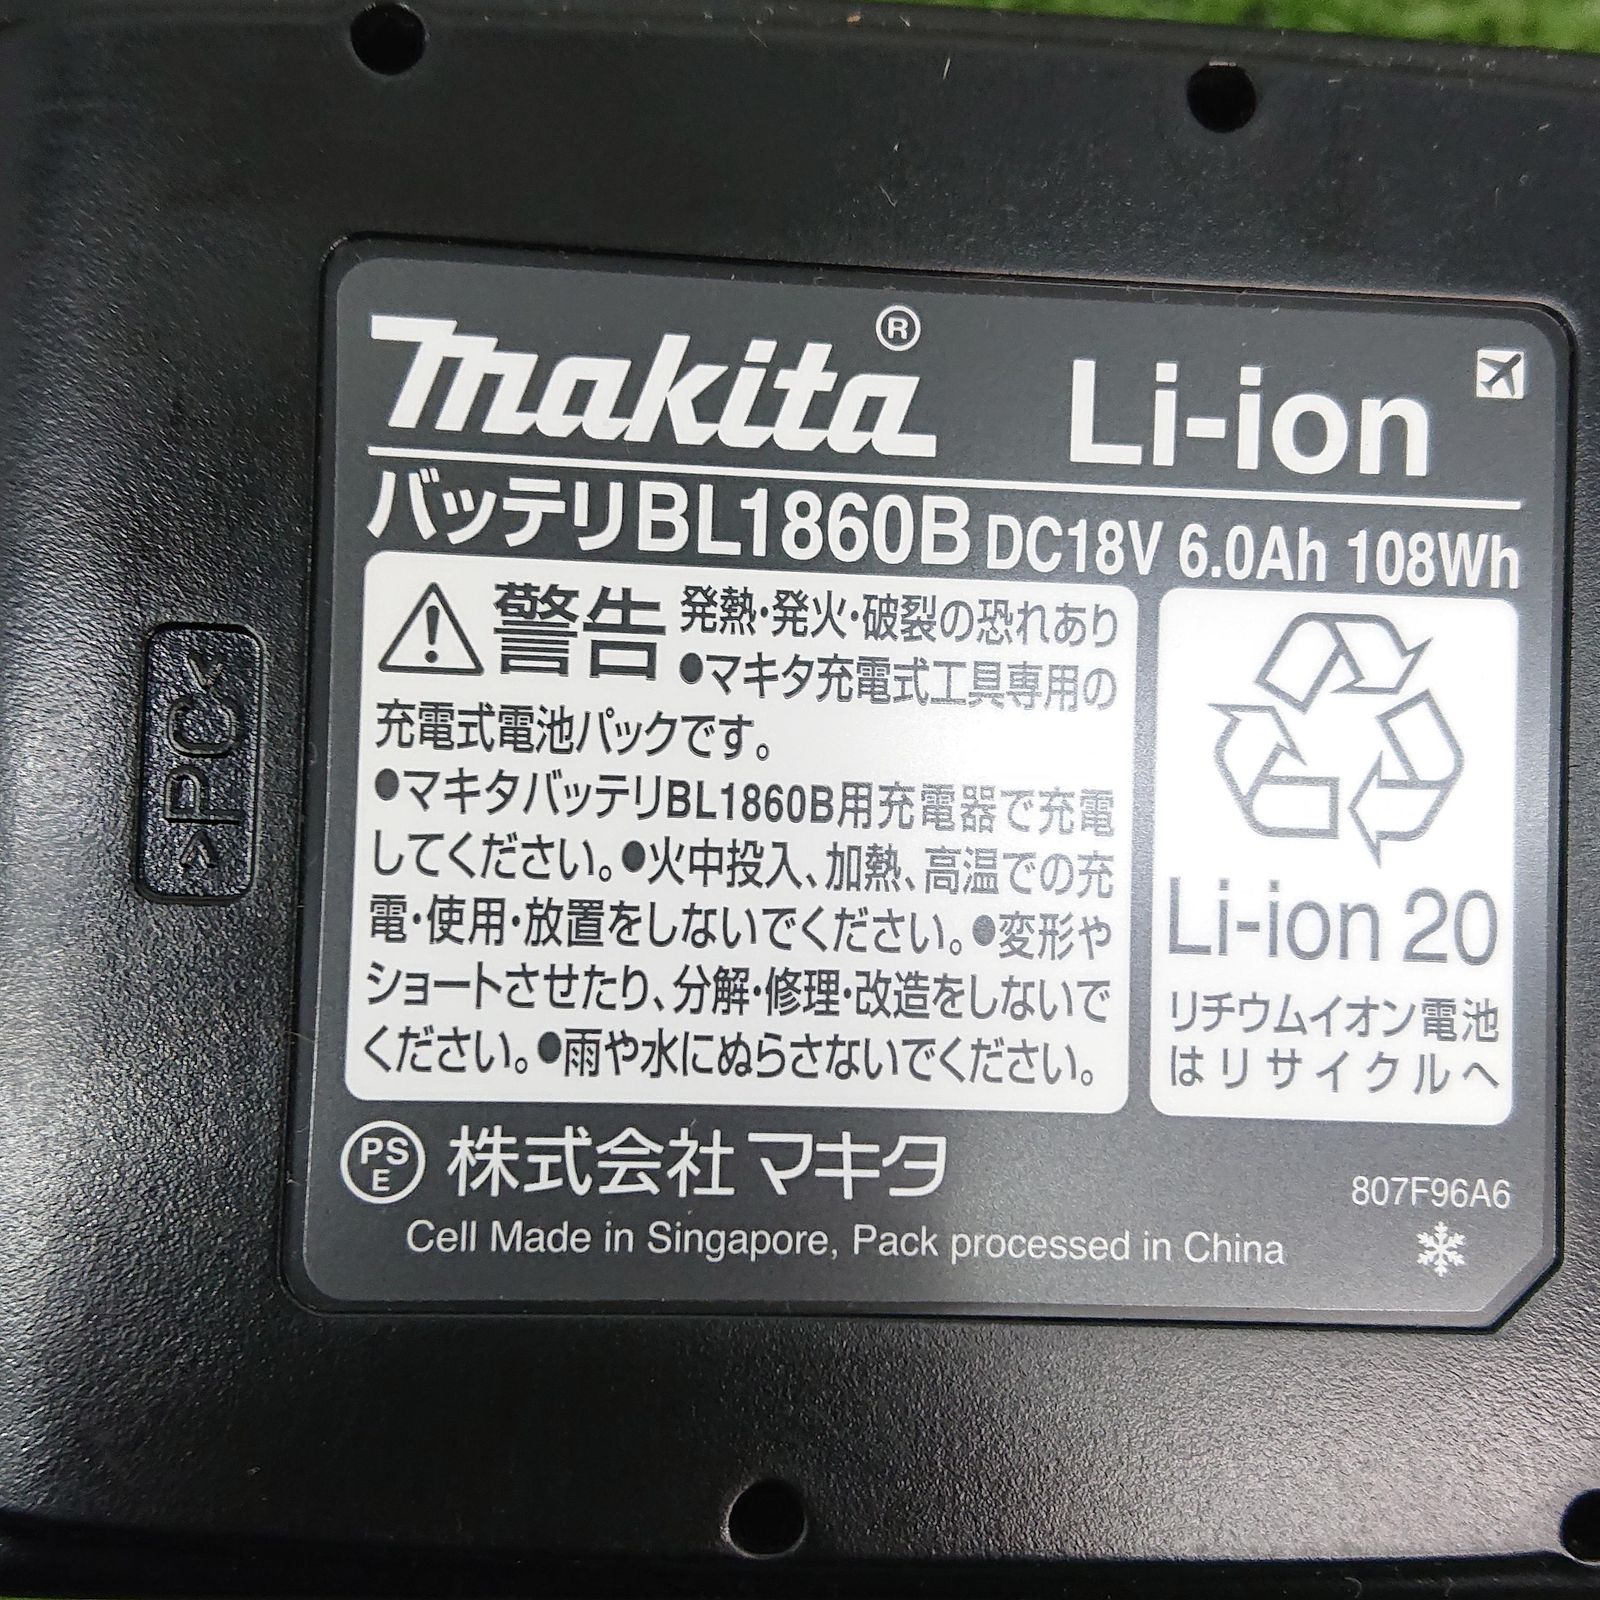 makita® Li-ion
バッテリBL1860B DC18V 6.0Ah 108Wh
警告 発熱・発火・破裂の恐れあり
●マキタ充電式工具専用の
充電式電池パックです。
●マキタバッテリBL1860B用充電器で充電
してください。●火中投入、加熱、高温での充
電・使用・放置をしないでください。●変形や
ショートさせたり、分解・修理・改造をしないで
ください。●雨や水にぬらさないでください。
Li-ion 20
リチウムイオン電池
はリサイクルへ
PSE 株式会社マキタ
807F96A6
Cell Made in Singapore, Pack processed in China
>PC<